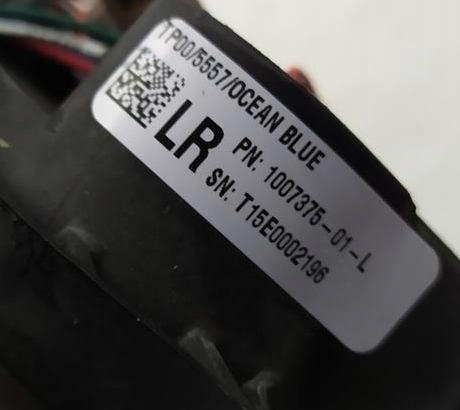 TP00/5557/OCEAN BLUE
LR
PN: 1007375-01-L
SN: T15E0002196